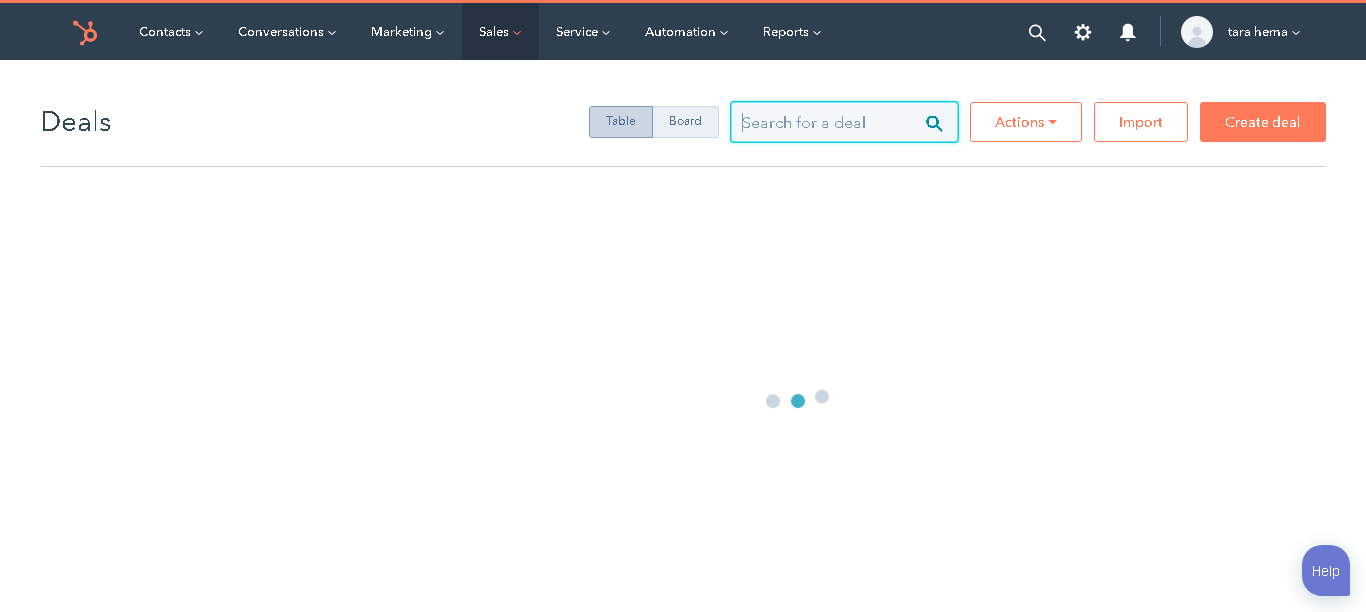 Contacts Conversations Marketing Sales Service Automation Reports tara hema
Deals Table Board Search for a deal Actions Import Create deal
Help